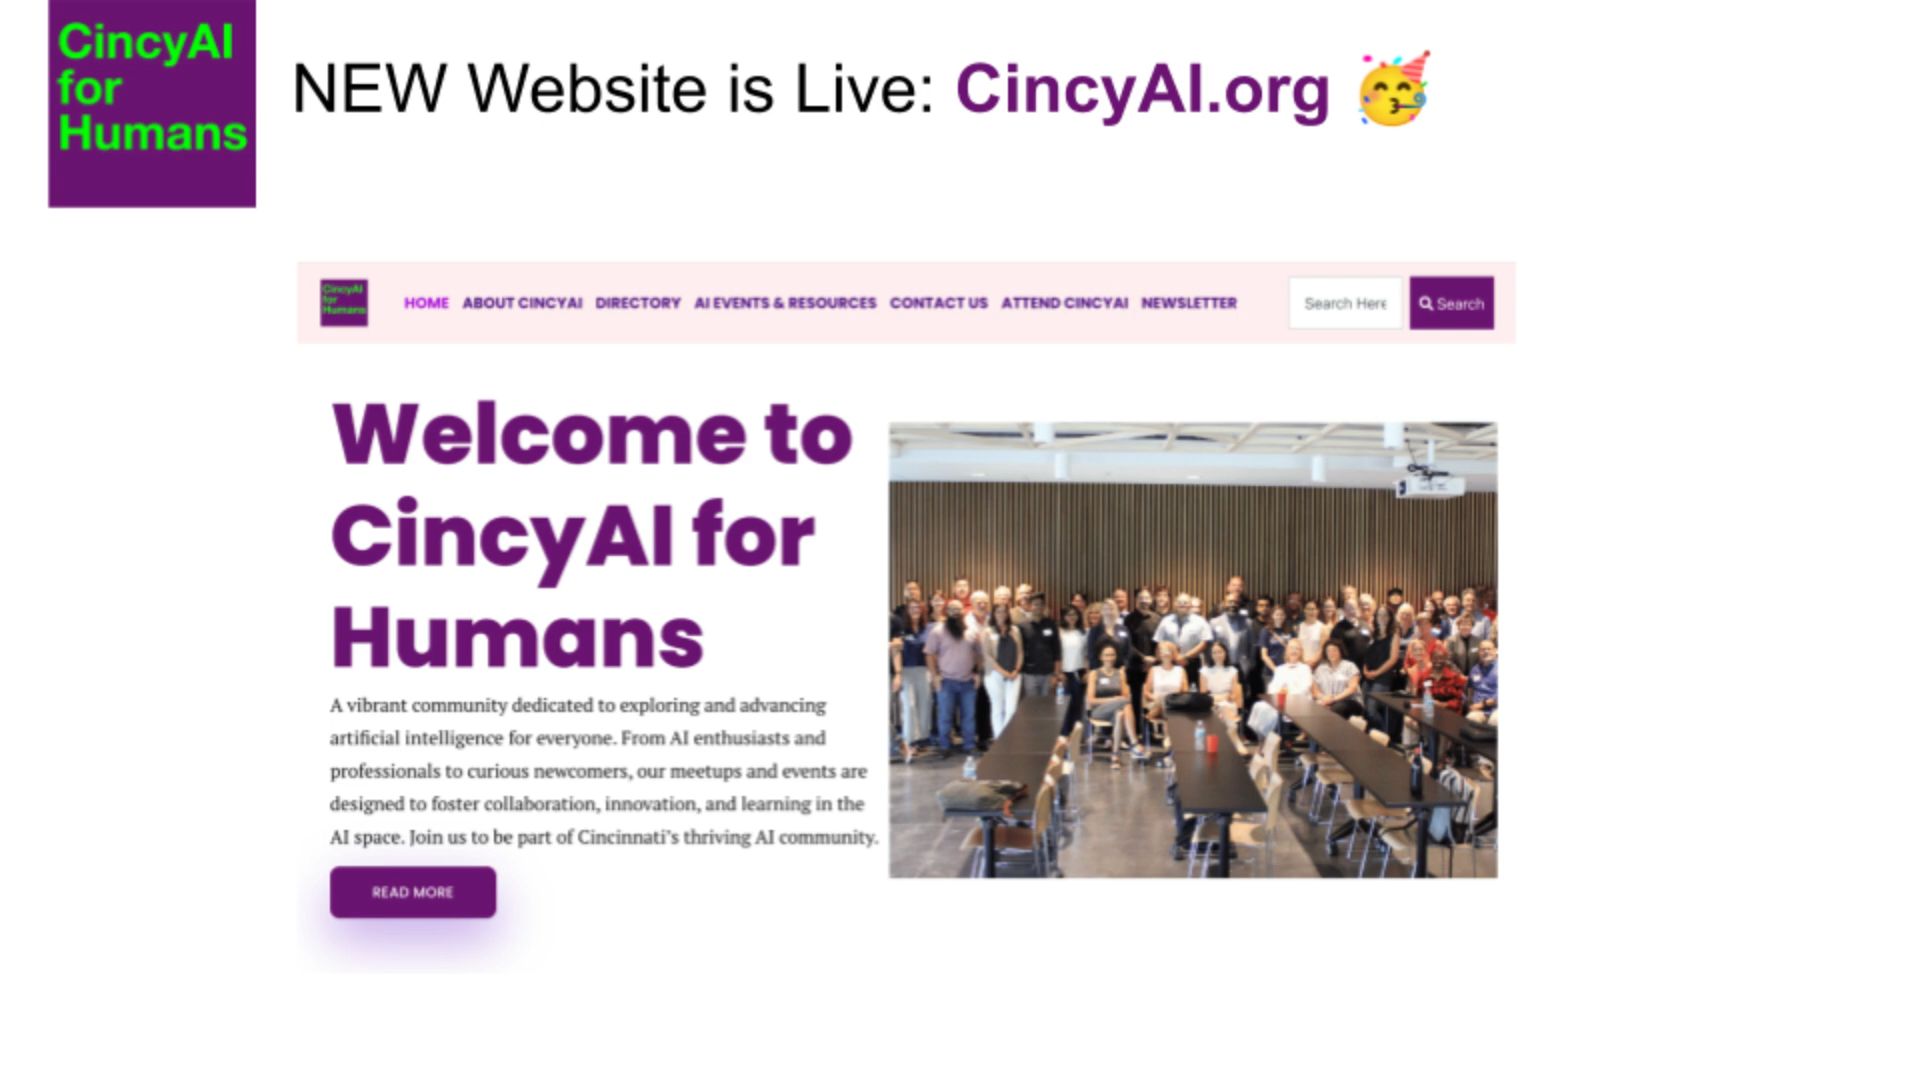 CincyAI
for
Humans
NEW Website is Live: CincyAI.org 🥳
CincyAI
for
Humans
HOME ABOUT CINCYAI DIRECTORY AI EVENTS & RESOURCES CONTACT US ATTEND CINCYAI NEWSLETTER
Search Here Search
Welcome to
CincyAI for
Humans
A vibrant community dedicated to exploring and advancing
artificial intelligence for everyone. From AI enthusiasts and
professionals to curious newcomers, our meetups and events are
designed to foster collaboration, innovation, and learning in the
AI space. Join us to be part of Cincinnati's thriving AI community.
READ MORE